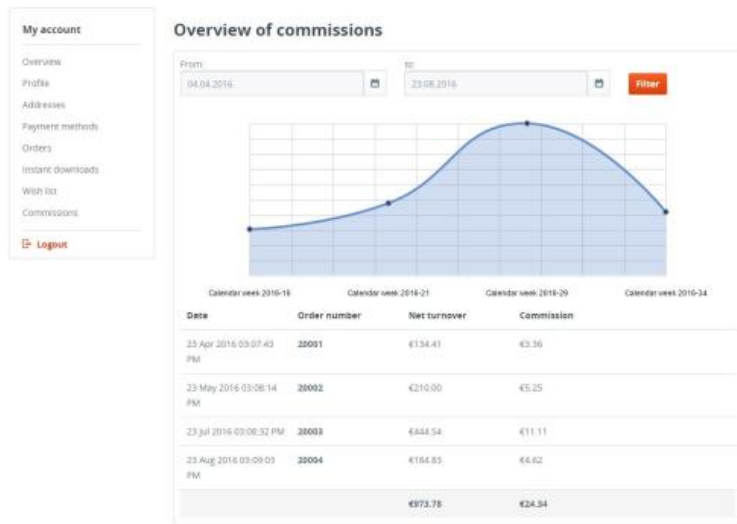 My account
Overview
Profile
Addresses
Payment methods
Orders
Instant downloads
Wish list
Commissions
Logout
Overview of commissions
From: to:
04.04.2016 23.08.2016 Filter
Calendar week 2016-16 Calendar week 2016-21 Calendar week 2016-29 Calendar week 2016-34
Date Order number Net turnover Commission
23 Apr 2016 03:07:43 20001 €134.41 €3.36
PM
23 May 2016 03:08:14 20002 €210.00 €5.25
PM
23 Jul 2016 03:08:32 PM 20003 €444.54 €11.11
23 Aug 2016 03:09:03 20004 €184.83 €4.62
PM
€973.78 €24.34